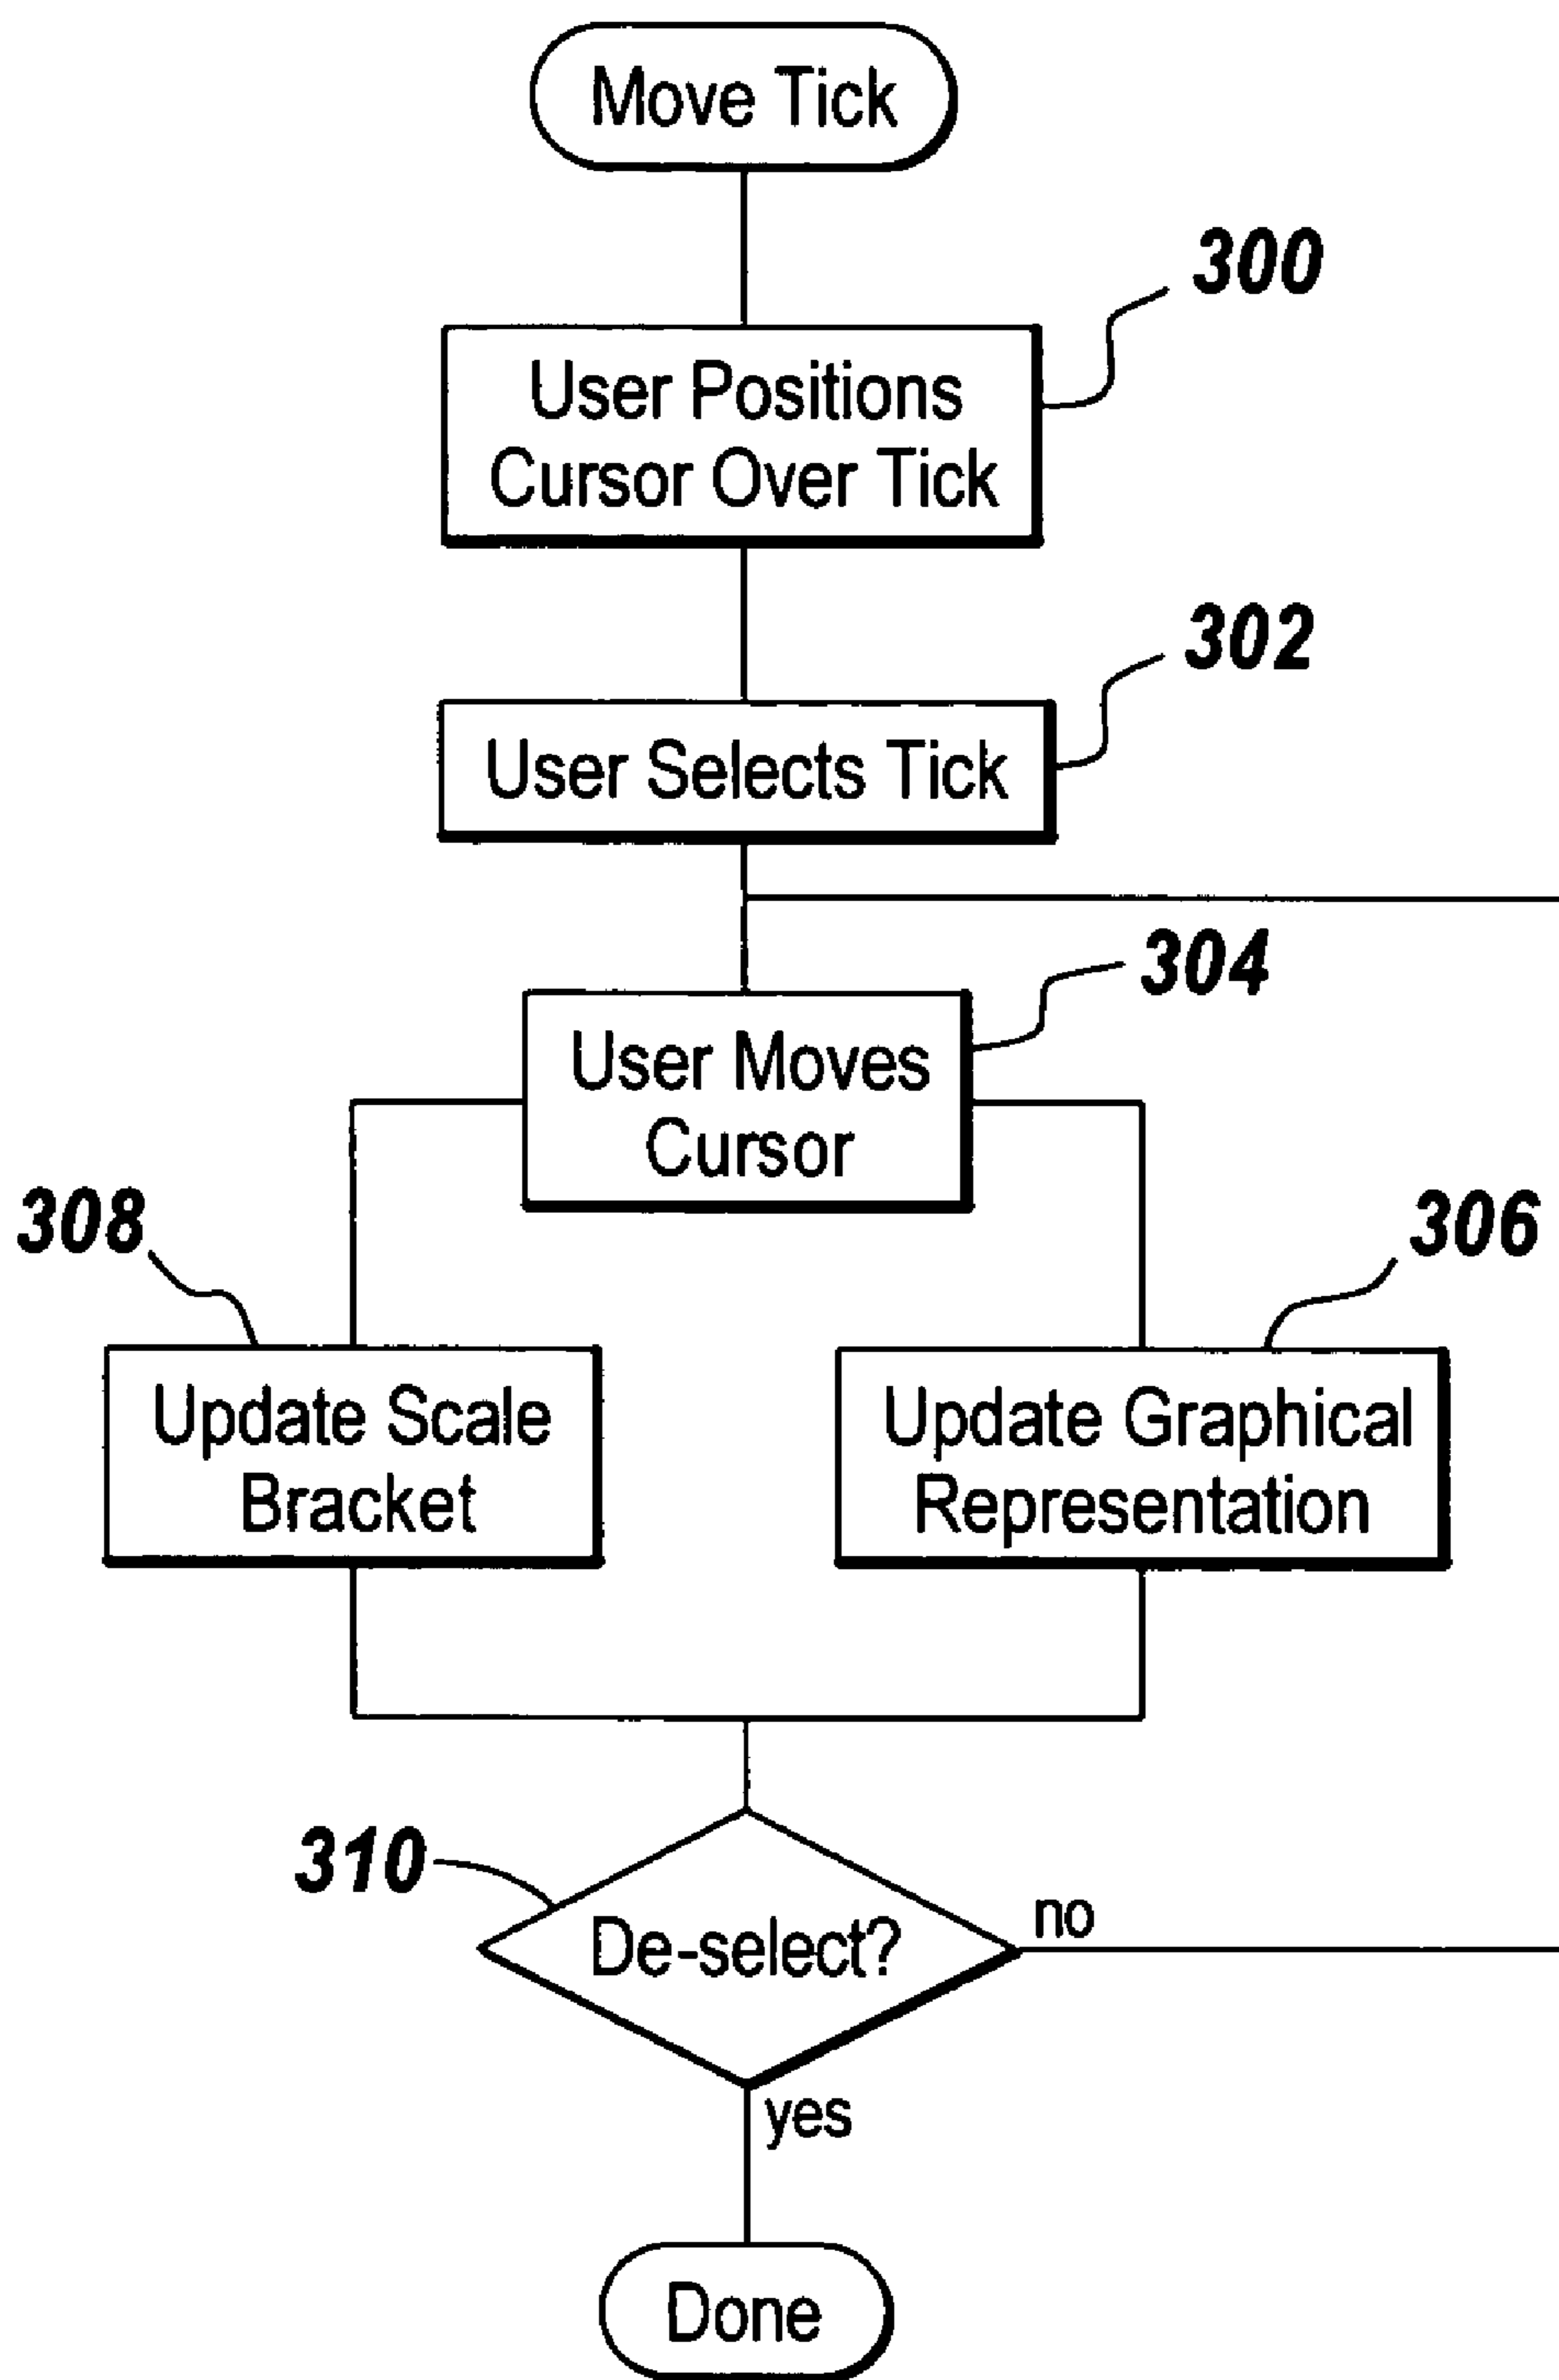 Move Tick
300
User Positions
Cursor Over Tick
302
User Selects Tick
304
User Moves
Cursor
308
306
Update Scale
Bracket
Update Graphical
Representation
310
De-select?
no
yes
Done